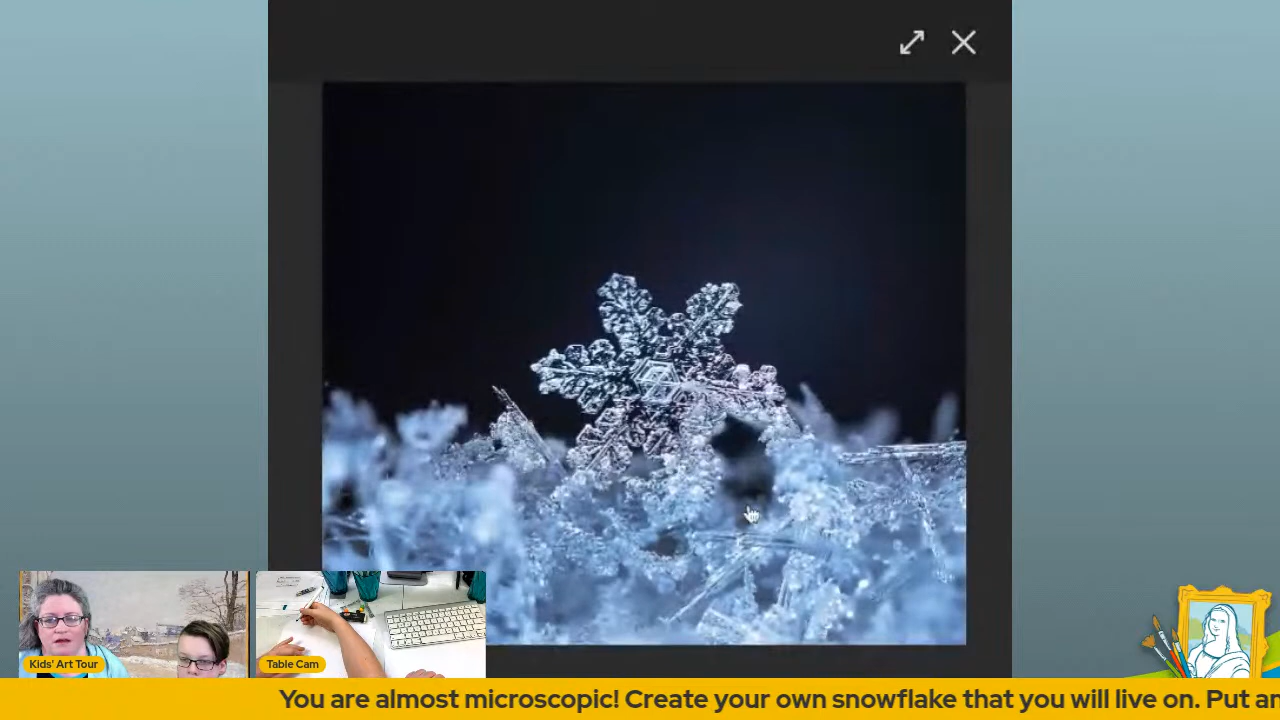 Kids' Art Tour
Table Cam
You are almost microscopic! Create your own snowflake that you will live on. Put an